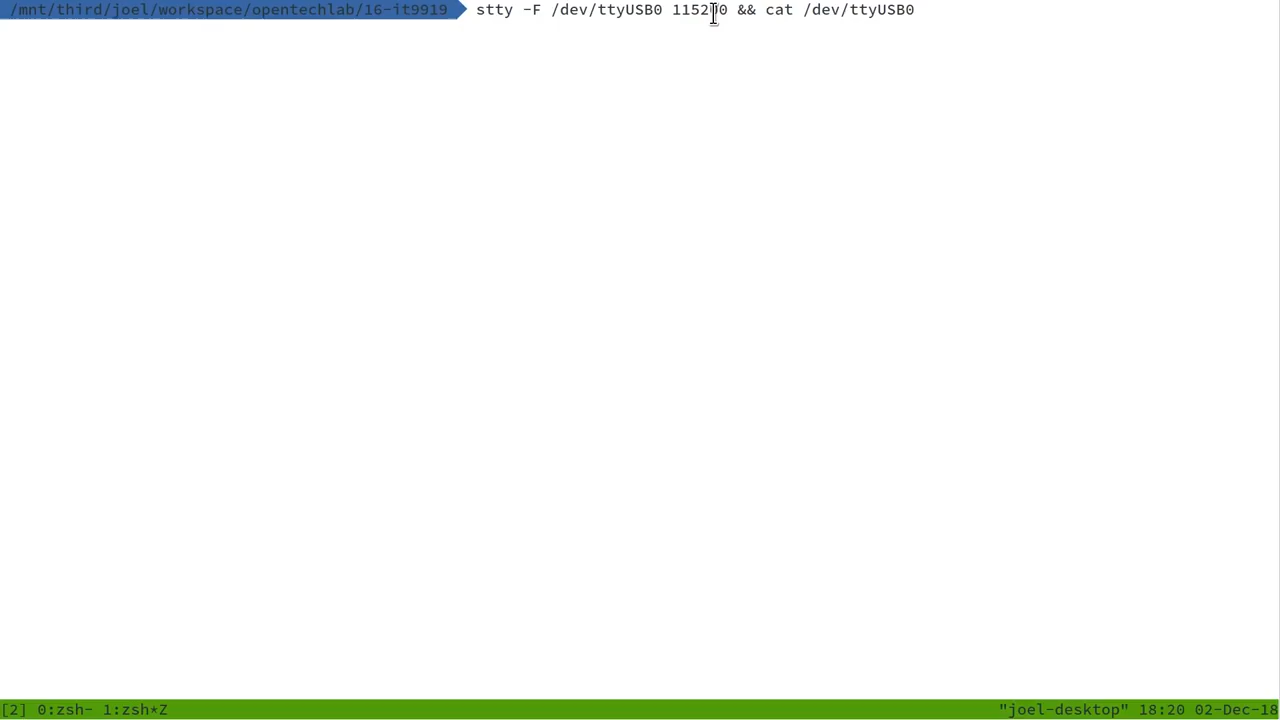 /mnt/third/joel/workspace/opentechlab/16-it9919 stty -F /dev/ttyUSB0 115200 && cat /dev/ttyUSB0
[2] 0:zsh- 1:zsh*Z "joel-desktop" 18:20 02-Dec-18